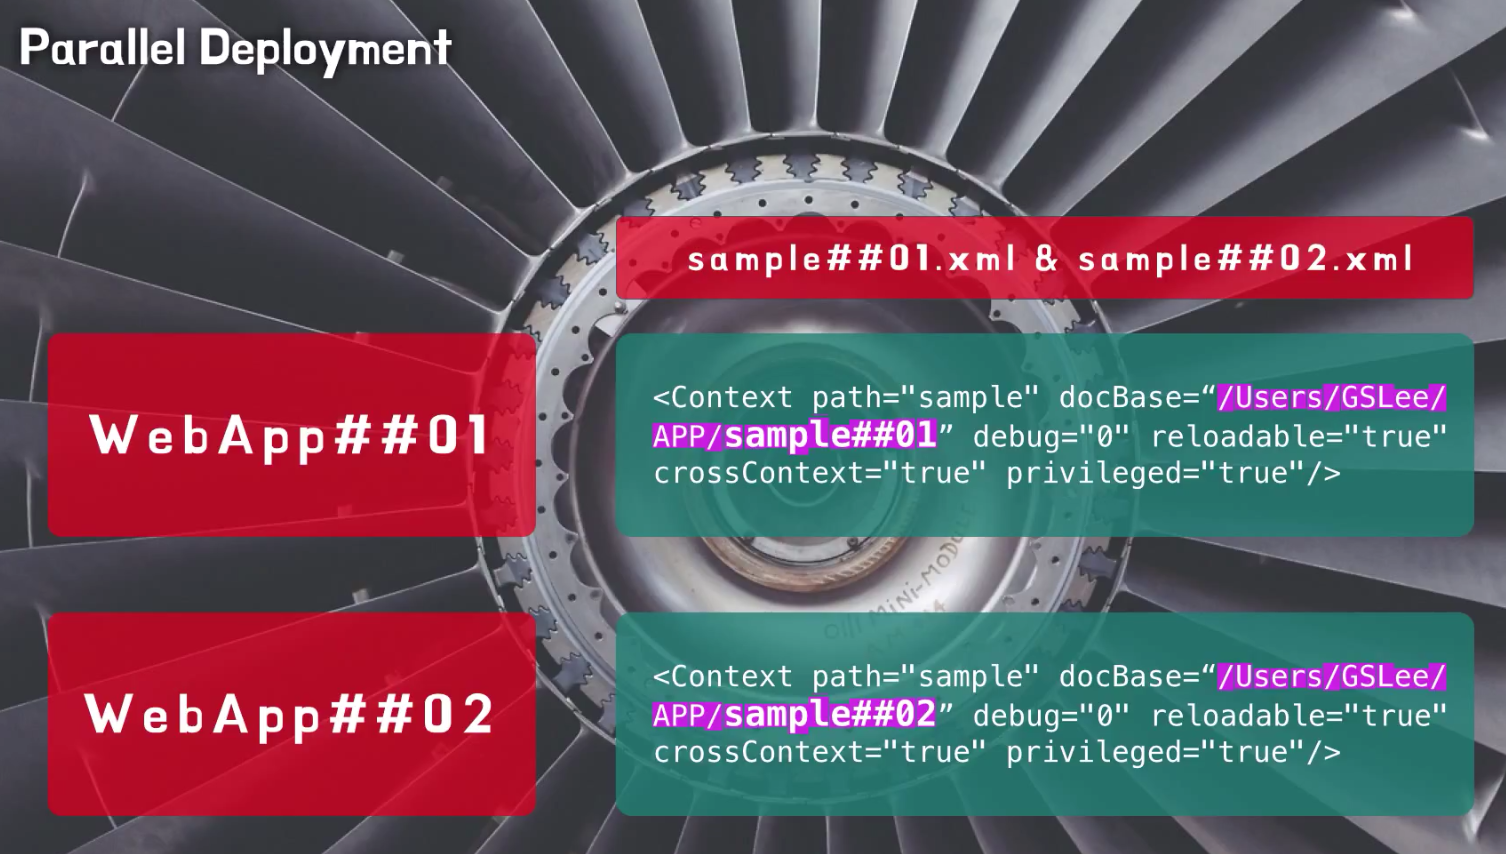 Parallel Deployment
sample##01.xml & sample##02.xml
WebApp##01
<Context path="sample" docBase=“/Users/GSLee/
APP/sample##01” debug="0" reloadable="true"
crossContext="true" privileged="true"/>
WebApp##02
<Context path="sample" docBase=“/Users/GSLee/
APP/sample##02” debug="0" reloadable="true"
crossContext="true" privileged="true"/>
MiNi-MODULE